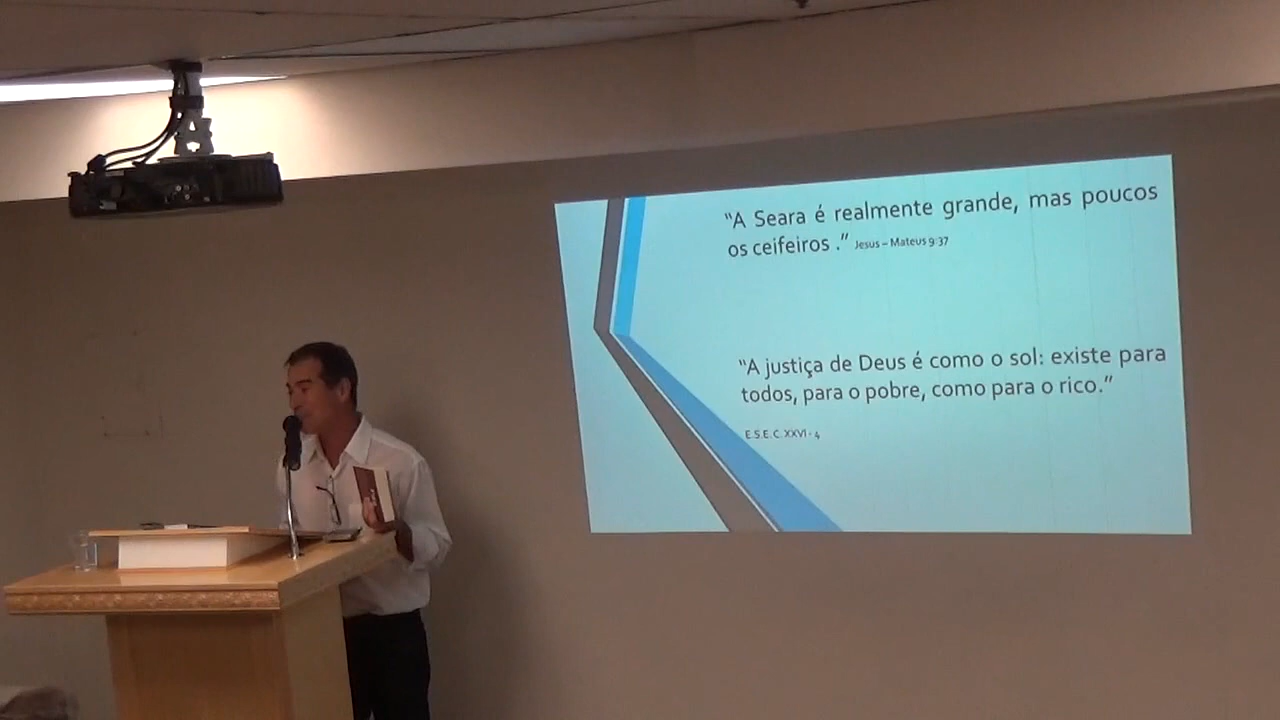 “A Seara é realmente grande, mas poucos
os ceifeiros .” Jesus – Mateus 9:37
“A justiça de Deus é como o sol: existe para
todos, para o pobre, como para o rico.”
E.S.E. C. XXVI - 4